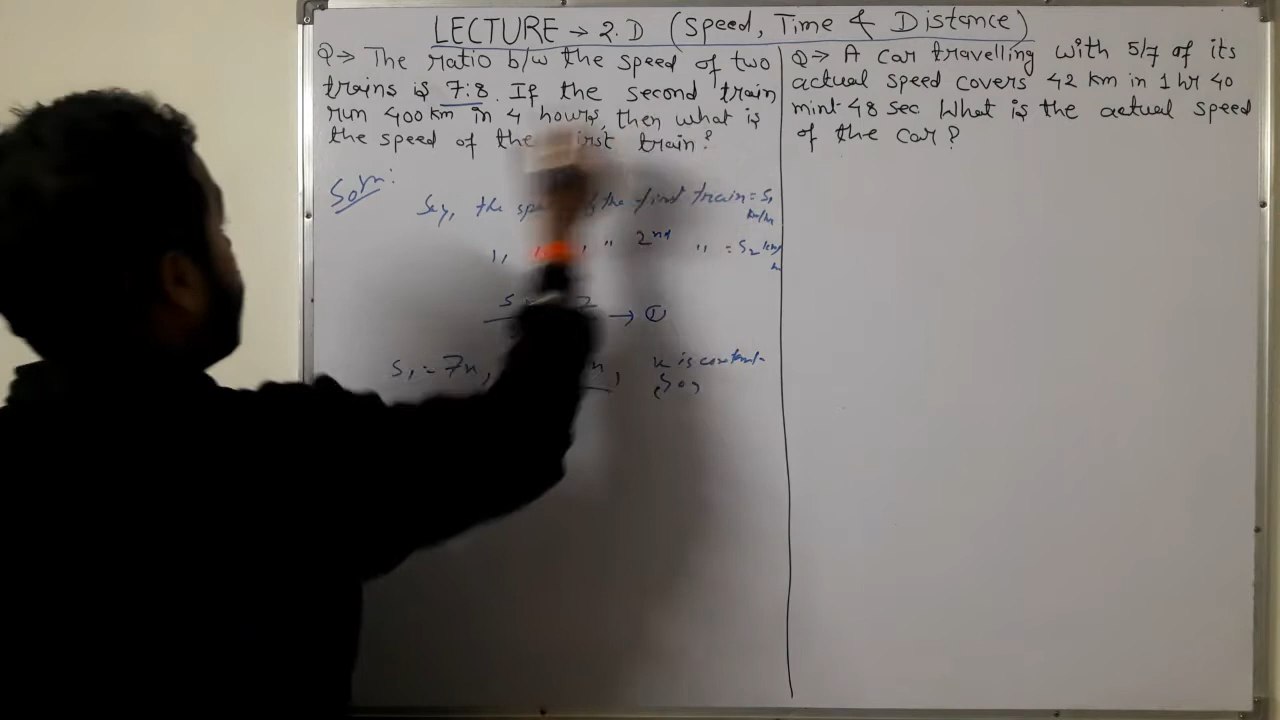 LECTURE → 2.D (Speed, Time & Distance)
Q→ The ratio b/w the speed of two
trains is 7:8. If the second train
run 400 km in 4 hours, then what is
the speed of the first train?
Soln:
Say, the speed of the first train = S1 km/hr
,, ,, 2nd ,, = S2 km/h
7 → ①
S1 = 7x, x, x is constant
So,
Q→ A car travelling with 5/7 of its
actual speed covers 42 km in 1 hr 40
mint 48 sec What is the actual speed
of the car?